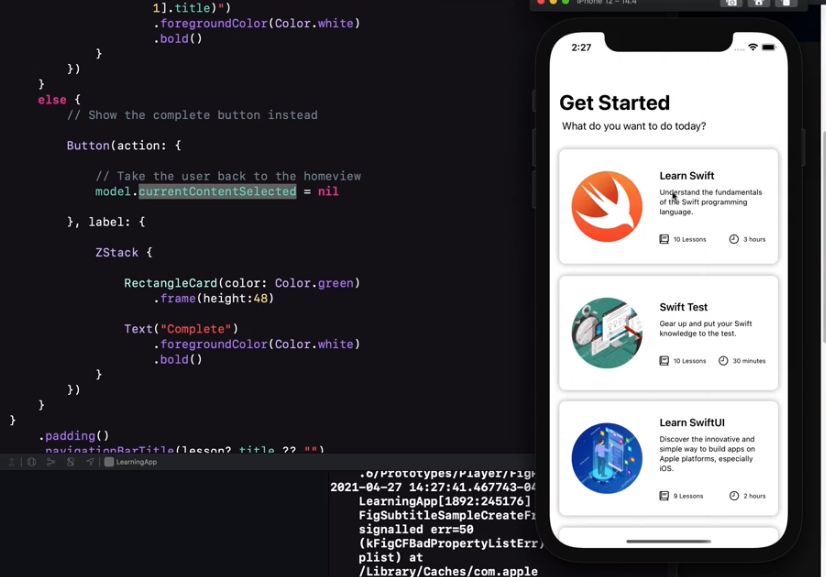 1].title)")
.foregroundColor(Color.white)
.bold()
}
})
}
else {
// Show the complete button instead
Button(action: {
// Take the user back to the homeview
model.currentContentSelected = nil
}, label: {
ZStack {
RectangleCard(color: Color.green)
.frame(height:48)
Text("Complete")
.foregroundColor(Color.white)
.bold()
}
})
}
}
.padding()
.navigationBarTitle(lesson?.title ?? "")
LearningApp
.6/Prototypes/Player/FigF
2021-04-27 14:27:41.467743-04
LearningApp[1892:245176]
FigSubtitleSampleCreateFr
signalled err=50
(kFigCFBadPropertyListErr)
plist) at
/Library/Caches/com.apple
iPhone 12 – 14.4
2:27
Get Started
What do you want to do today?
Learn Swift
Understand the fundamentals
of the Swift programming
language.
10 Lessons
3 hours
Swift Test
Gear up and put your Swift
knowledge to the test.
10 Lessons
30 minutes
Learn SwiftUI
Discover the innovative and
simple way to build apps on
Apple platforms, especially
iOS.
9 Lessons
2 hours